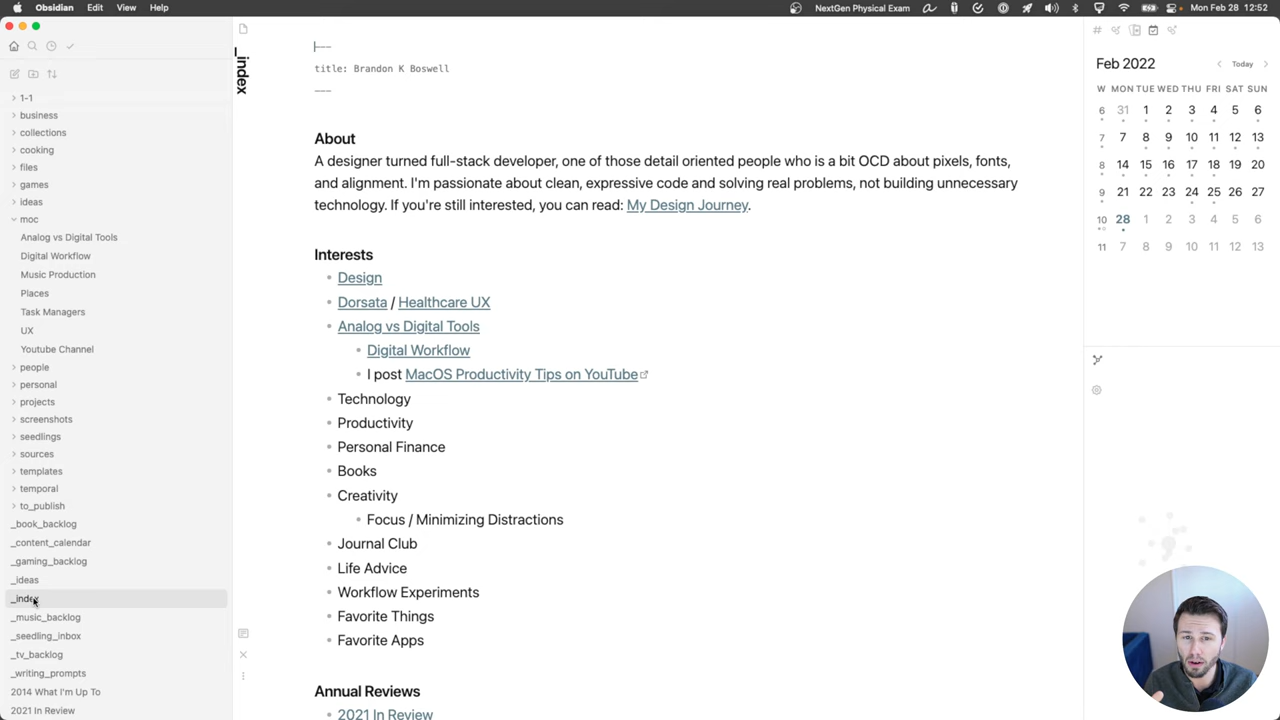 Obsidian Edit View Help
NextGen Physical Exam
Mon Feb 28 12:52
1-1
business
collections
cooking
files
games
ideas
moc
Analog vs Digital Tools
Digital Workflow
Music Production
Places
Task Managers
UX
Youtube Channel
people
personal
projects
screenshots
seedlings
sources
templates
temporal
to_publish
_book_backlog
_content_calendar
_gaming_backlog
_ideas
_index
_music_backlog
_seedling_inbox
_tv_backlog
_writing_prompts
2014 What I'm Up To
2021 In Review
_index
---
title: Brandon K Boswell
---
About
A designer turned full-stack developer, one of those detail oriented people who is a bit OCD about pixels, fonts,
and alignment. I'm passionate about clean, expressive code and solving real problems, not building unnecessary
technology. If you're still interested, you can read: My Design Journey.
Interests
• Design
• Dorsata / Healthcare UX
• Analog vs Digital Tools
• Digital Workflow
• I post MacOS Productivity Tips on YouTube
• Technology
• Productivity
• Personal Finance
• Books
• Creativity
• Focus / Minimizing Distractions
• Journal Club
• Life Advice
• Workflow Experiments
• Favorite Things
• Favorite Apps
Annual Reviews
• 2021 In Review
Feb 2022
Today
W MON TUE WED THU FRI SAT SUN
6 31 1 2 3 4 5 6
7 7 8 9 10 11 12 13
8 14 15 16 17 18 19 20
9 21 22 23 24 25 26 27
10 28 1 2 3 4 5 6
11 7 8 9 10 11 12 13